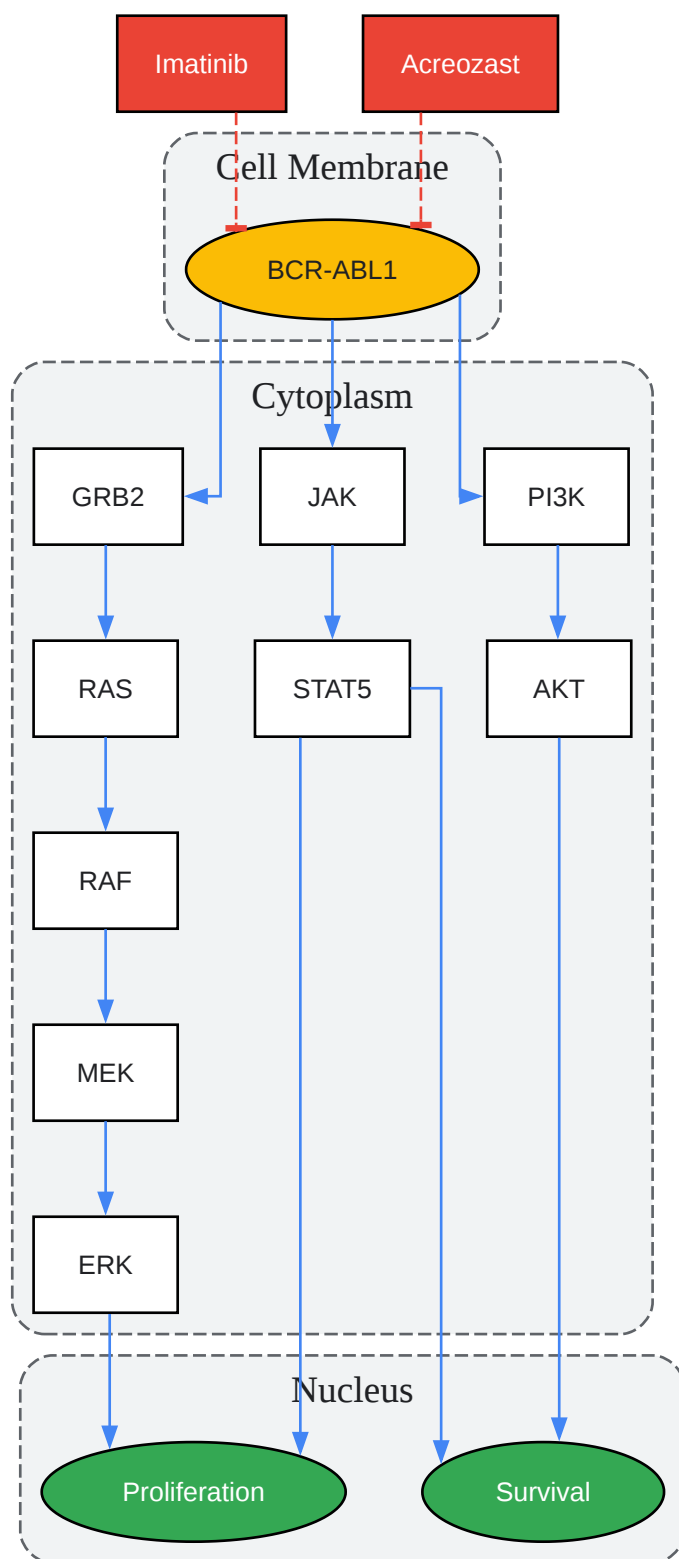 Imatinib
Acreozast
Cell Membrane
BCR-ABL1
Cytoplasm
GRB2
JAK
PI3K
RAS
STAT5
AKT
RAF
MEK
ERK
Nucleus
Proliferation
Survival